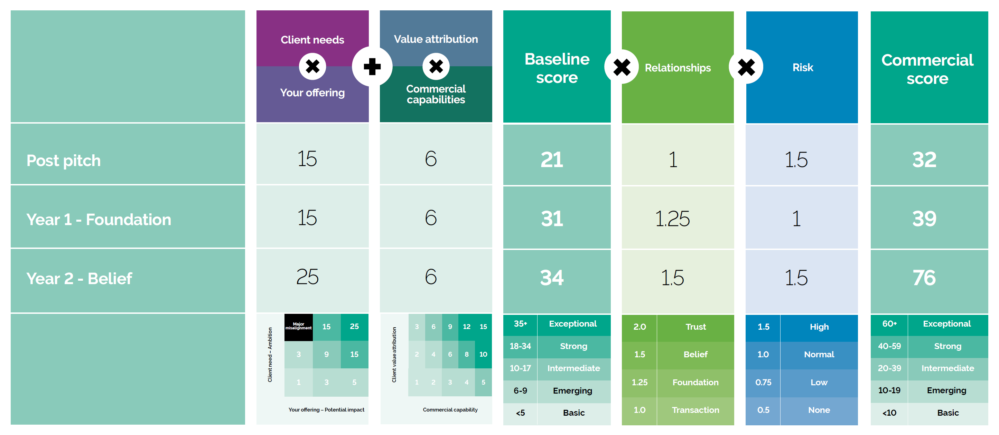 Client needs
Your offering
Value attribution
Commercial
capabilities
Baseline
score
Relationships
Risk
Commercial
score
Post pitch
15
6
21
1
1.5
32
Year 1 - Foundation
15
6
31
1.25
1
39
Year 2 - Belief
25
6
34
1.5
1.5
76
Client need – Ambition
Major
misalignment
15
25
3
9
15
1
3
5
Your offering – Potential impact
Client value attribution
3
6
9
12
15
2
4
6
8
10
1
2
3
4
5
Commercial capability
35+ Exceptional
18-34 Strong
10-17 Intermediate
6-9 Emerging
<5 Basic
2.0 Trust
1.5 Belief
1.25 Foundation
1.0 Transaction
1.5 High
1.0 Normal
0.75 Low
0.5 None
60+ Exceptional
40-59 Strong
20-39 Intermediate
10-19 Emerging
<10 Basic